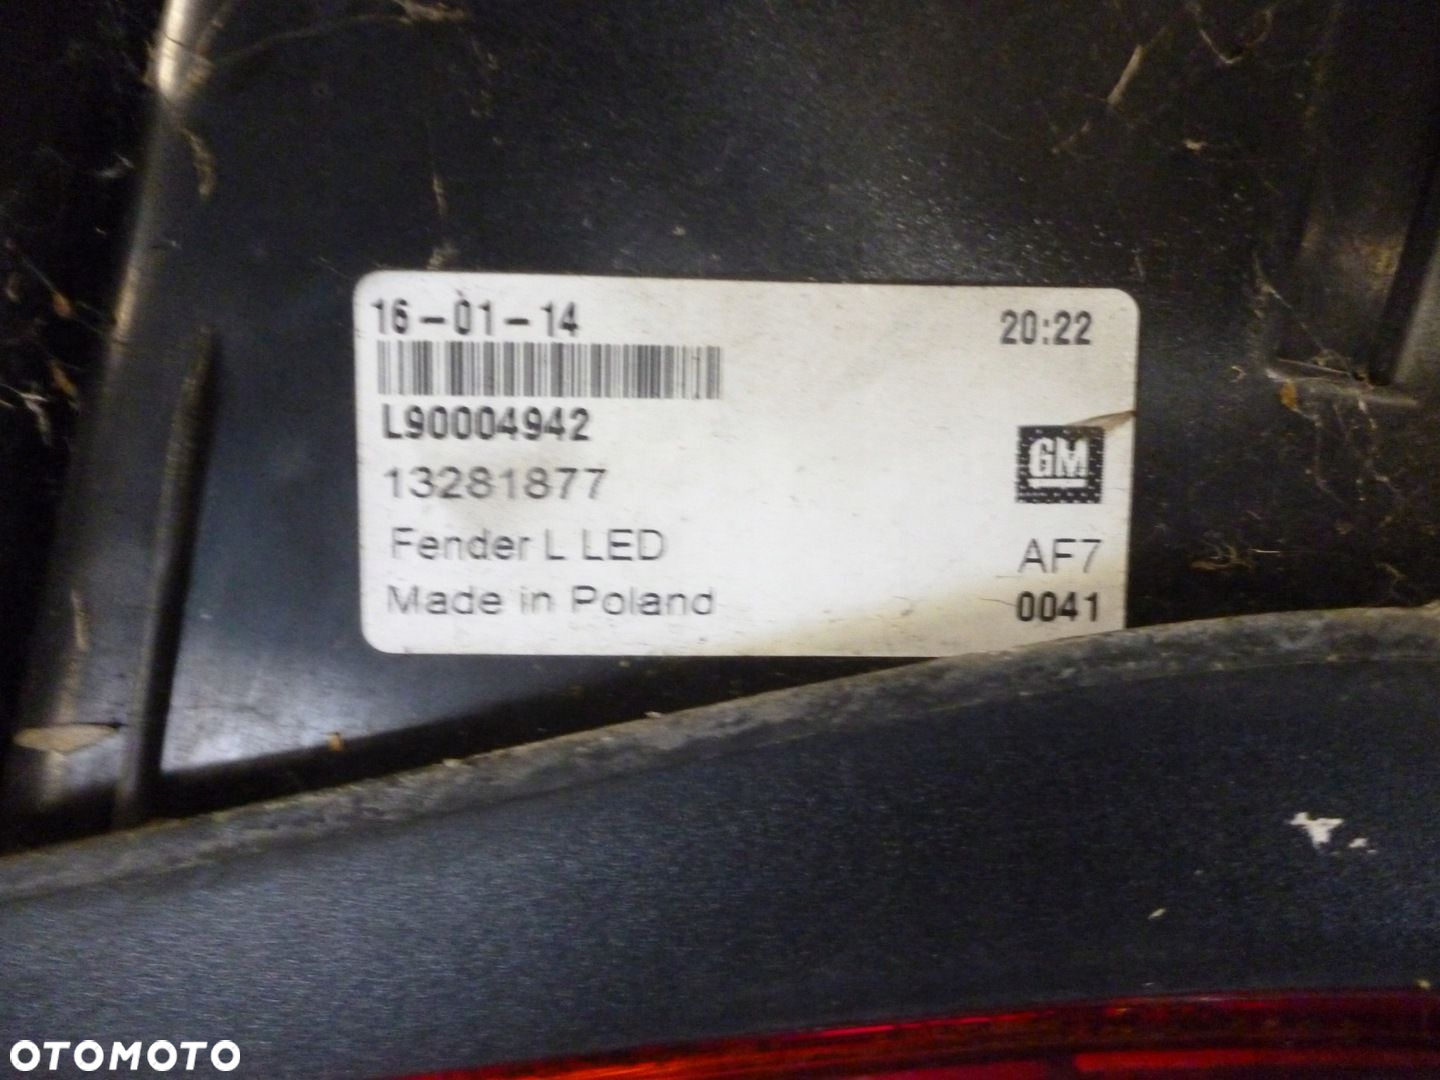 16-01-14 20:22
L90004942
13281877
GM
Fender L LED AF7
Made in Poland 0041
OTOMOTO